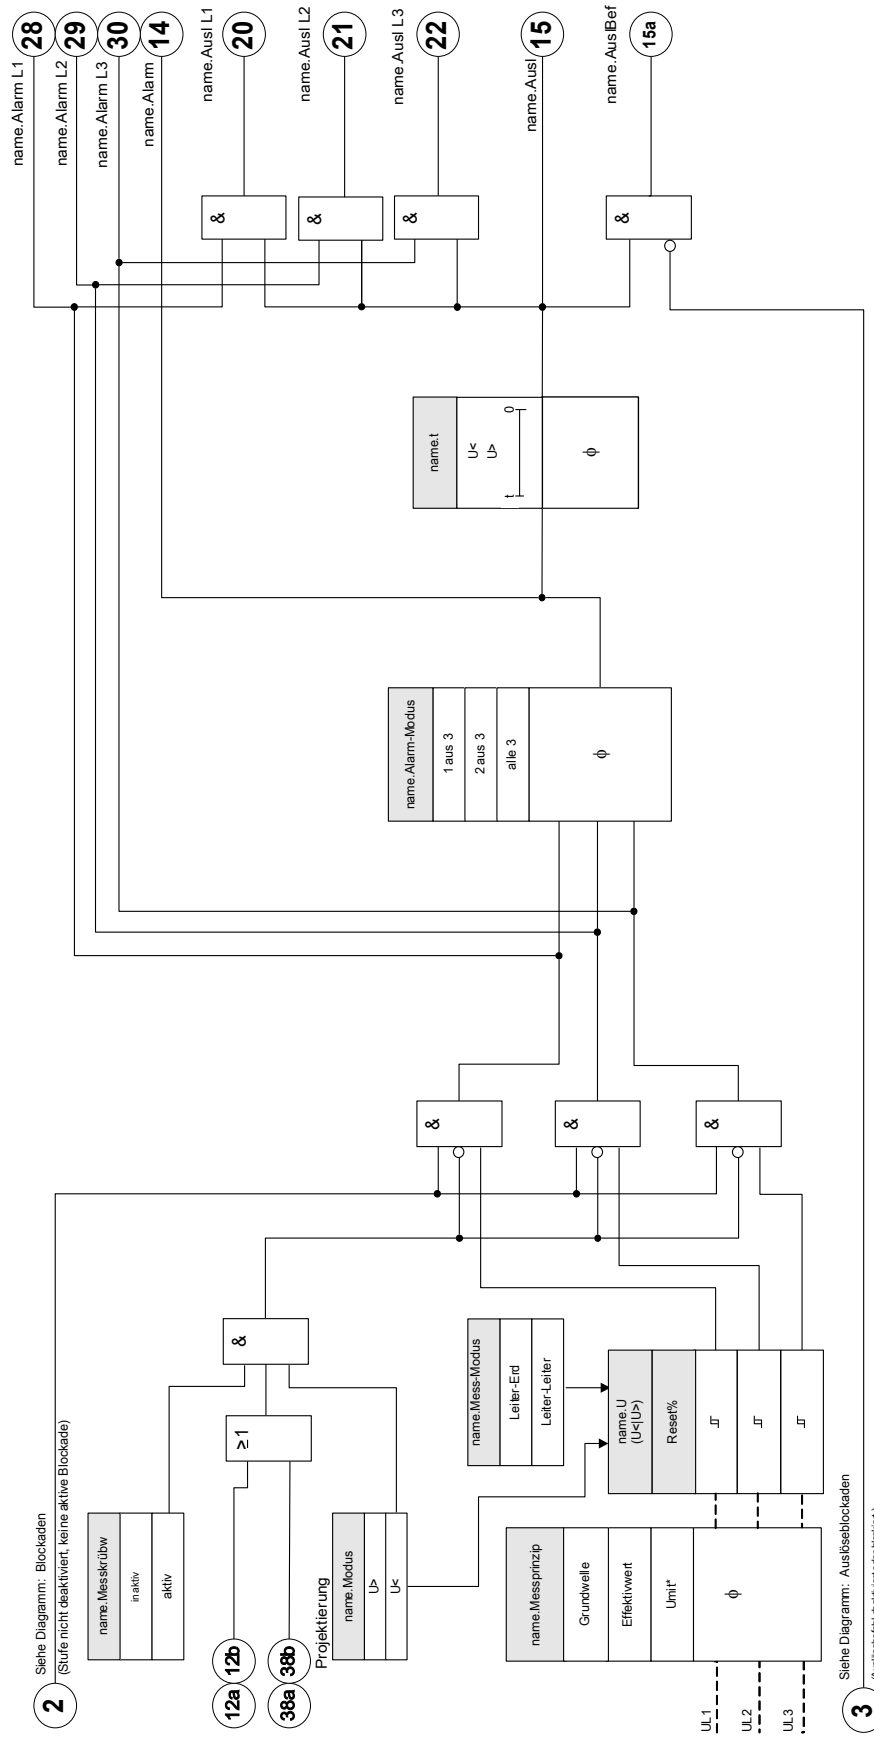 2
Siehe Diagramm: Blockaden
(Stufe nicht deaktiviert, keine aktive Blockade)
name.Messkrübw
inaktiv
aktiv
12a
12b
38a
38b
≥1
&
Projektierung
name.Modus
U>
U<
name.Mess-Modus
Leiter-Erd
Leiter-Leiter
name.Messprinzip
Grundwelle
Effektivwert
Umit*
ϕ
UL1
UL2
UL3
name.U
(U<|U>)
Reset%
&
&
&
name.Alarm-Modus
1 aus 3
2 aus 3
alle 3
ϕ
name.t
U<
U>
t
0
ϕ
&
&
&
&
name.Alarm L1
28
name.Alarm L2
29
name.Alarm L3
30
name.Alarm
14
name.Ausl L1
20
name.Ausl L2
21
name.Ausl L3
22
name.Ausl
15
name.AuslBef
15a
3
Siehe Diagramm: Auslöseblockaden